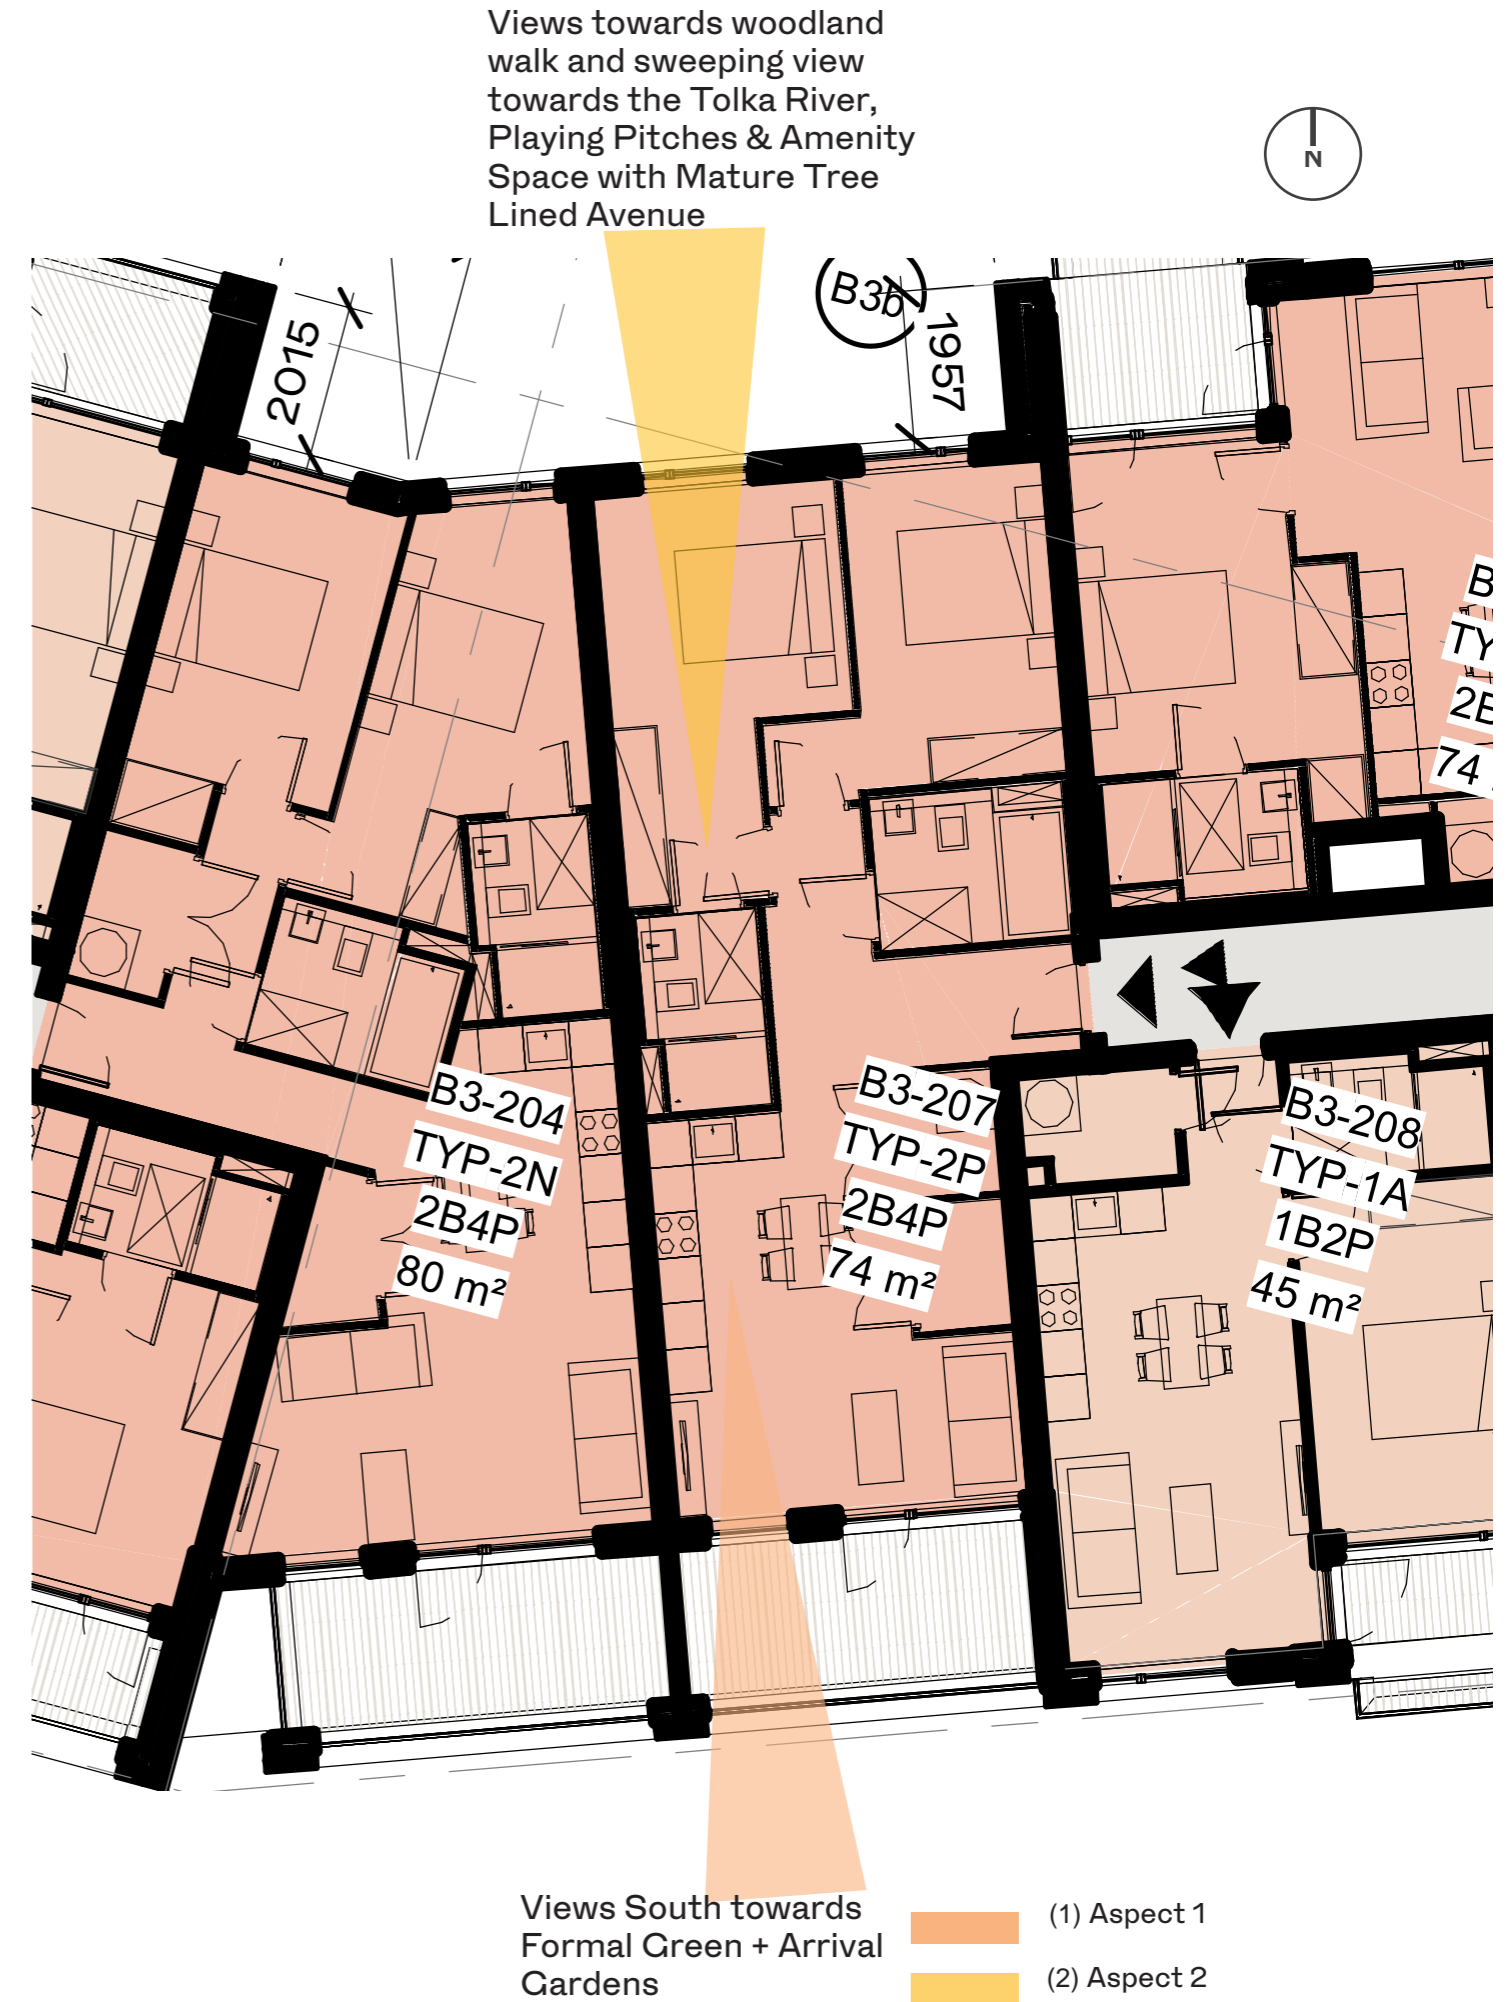 Views towards woodland
walk and sweeping view
towards the Tolka River,
Playing Pitches & Amenity
Space with Mature Tree
Lined Avenue
N
B3b
2015
1957
B
TY
2B
74
B3-204
TYP-2N
2B4P
80 m²
B3-207
TYP-2P
2B4P
74 m²
B3-208
TYP-1A
1B2P
45 m²
Views South towards
Formal Green + Arrival
Gardens
(1) Aspect 1
(2) Aspect 2